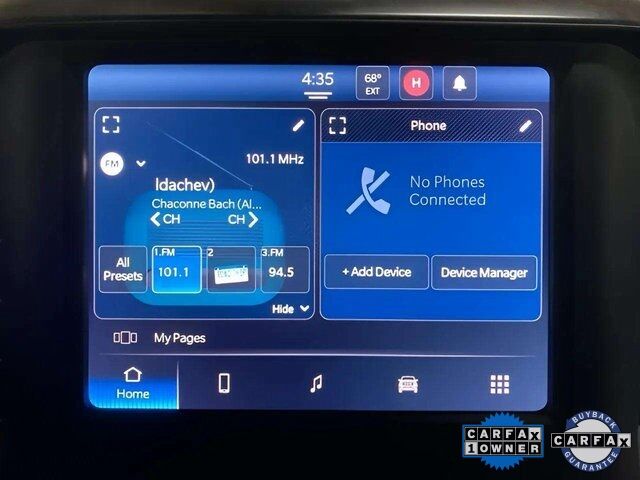 4:35
68°
EXT
H
FM
101.1 MHz
Idachev)
Chaconne Bach (Al...
CH CH
All
Presets
1.FM
101.1
2
3.FM
94.5
Hide
Phone
No Phones
Connected
+ Add Device
Device Manager
My Pages
Home
CARFAX
1 OWNER
BUYBACK
CARFAX
GUARANTEE